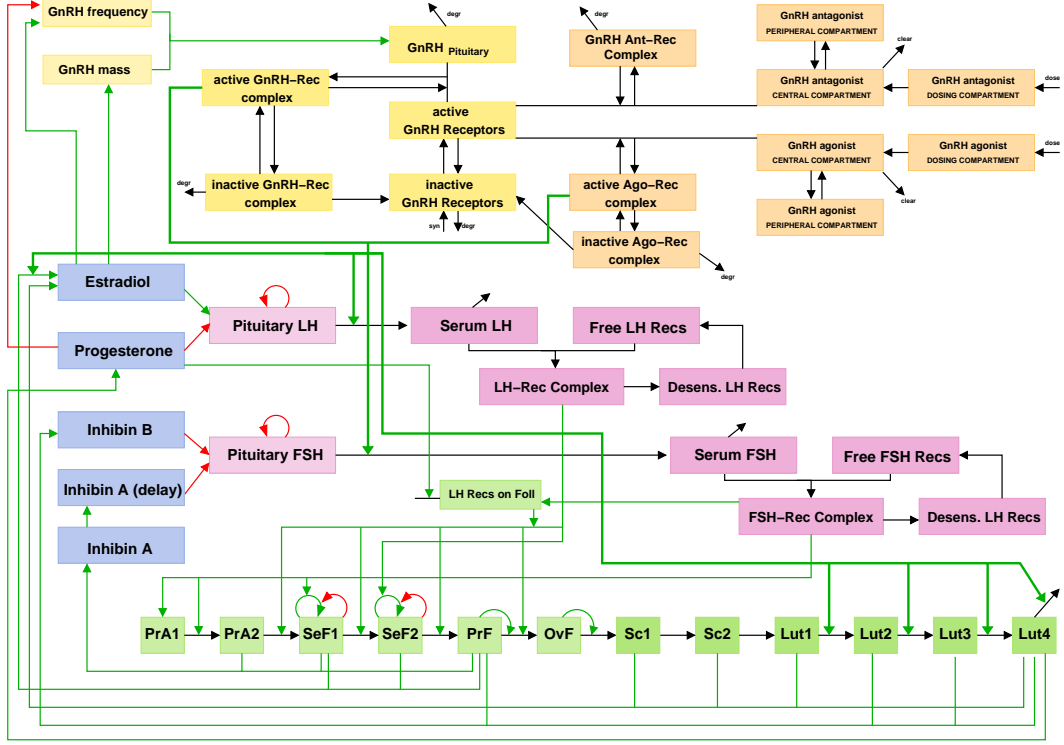 GnRH frequency
degr
GnRH Pituitary
degr
GnRH Ant−Rec
Complex
GnRH antagonist
PERIPHERAL COMPARTMENT
clear
GnRH mass
active GnRH−Rec
complex
GnRH antagonist
CENTRAL COMPARTMENT
GnRH antagonist
DOSING COMPARTMENT
dose
active
GnRH Receptors
GnRH agonist
CENTRAL COMPARTMENT
GnRH agonist
DOSING COMPARTMENT
dose
degr
inactive GnRH−Rec
complex
inactive
GnRH Receptors
active Ago−Rec
complex
GnRH agonist
PERIPHERAL COMPARTMENT
clear
syn
degr
inactive Ago−Rec
complex
degr
Estradiol
Pituitary LH
Serum LH
Free LH Recs
Progesterone
LH−Rec Complex
Desens. LH Recs
Inhibin B
Pituitary FSH
Serum FSH
Free FSH Recs
Inhibin A (delay)
LH Recs on Foll
FSH−Rec Complex
Desens. LH Recs
Inhibin A
PrA1
PrA2
SeF1
SeF2
PrF
OvF
Sc1
Sc2
Lut1
Lut2
Lut3
Lut4